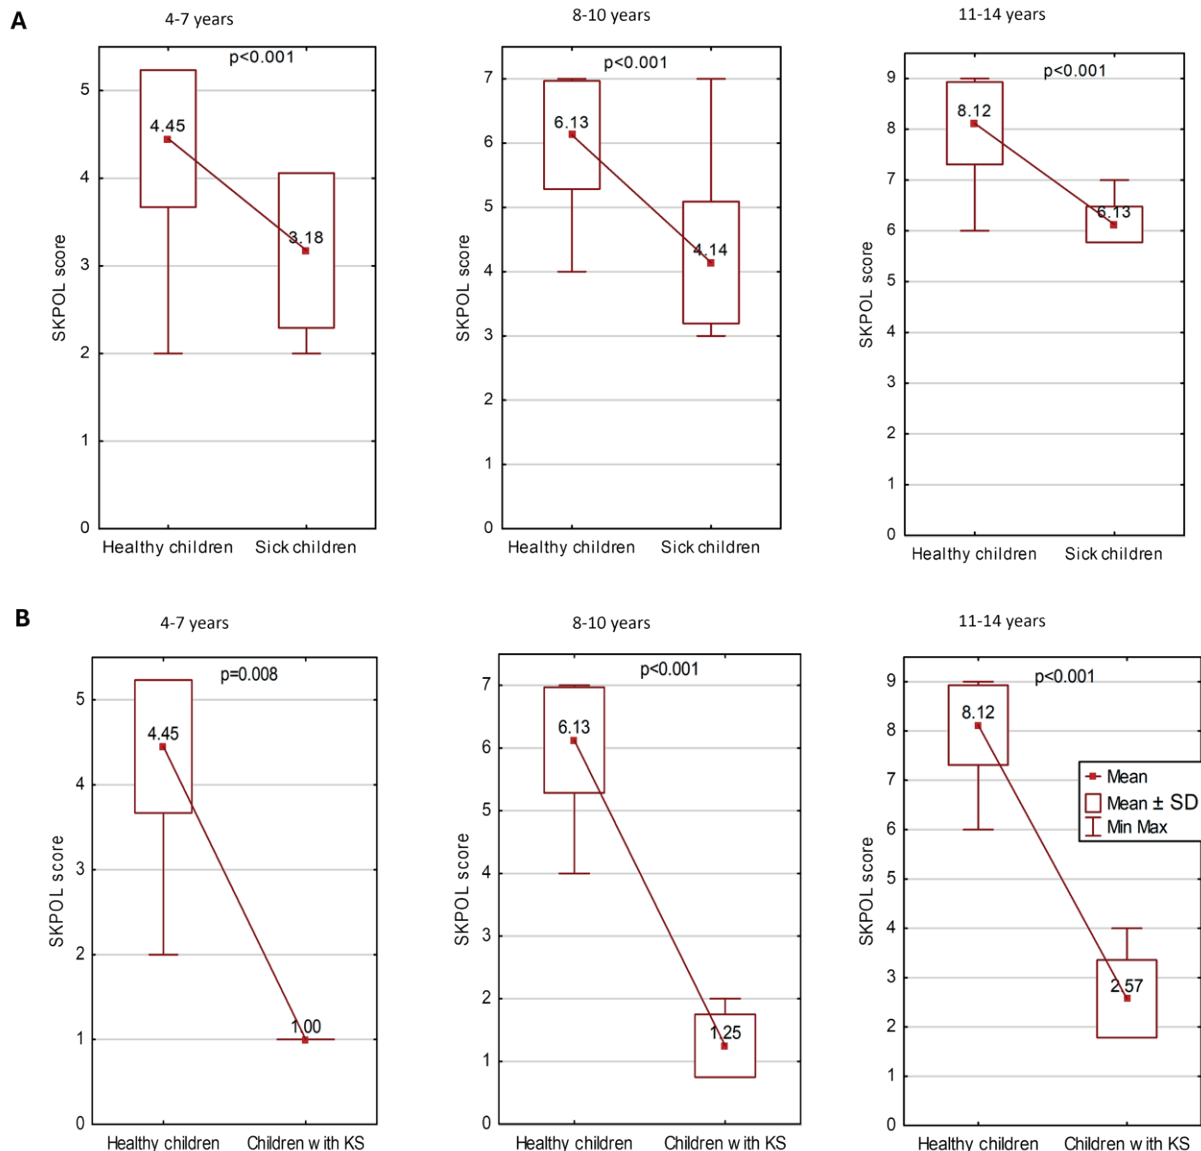 A
4-7 years
8-10 years
11-14 years
p<0.001
5
4
3
2
1
0
SKPOL score
4.45
3.18
Healthy children
Sick children
p<0.001
7
6
5
4
3
2
1
0
SKPOL score
6.13
4.14
Healthy children
Sick children
p<0.001
9
8
7
6
5
4
3
2
1
0
SKPOL score
8.12
6.13
Healthy children
Sick children
B
4-7 years
8-10 years
11-14 years
p=0.008
5
4
3
2
1
0
SKPOL score
4.45
1.00
Healthy children
Children with KS
p<0.001
7
6
5
4
3
2
1
0
SKPOL score
6.13
1.25
Healthy children
Children with KS
p<0.001
9
8
7
6
5
4
3
2
1
0
SKPOL score
8.12
2.57
Mean
Mean ± SD
Min Max
Healthy children
Children with KS